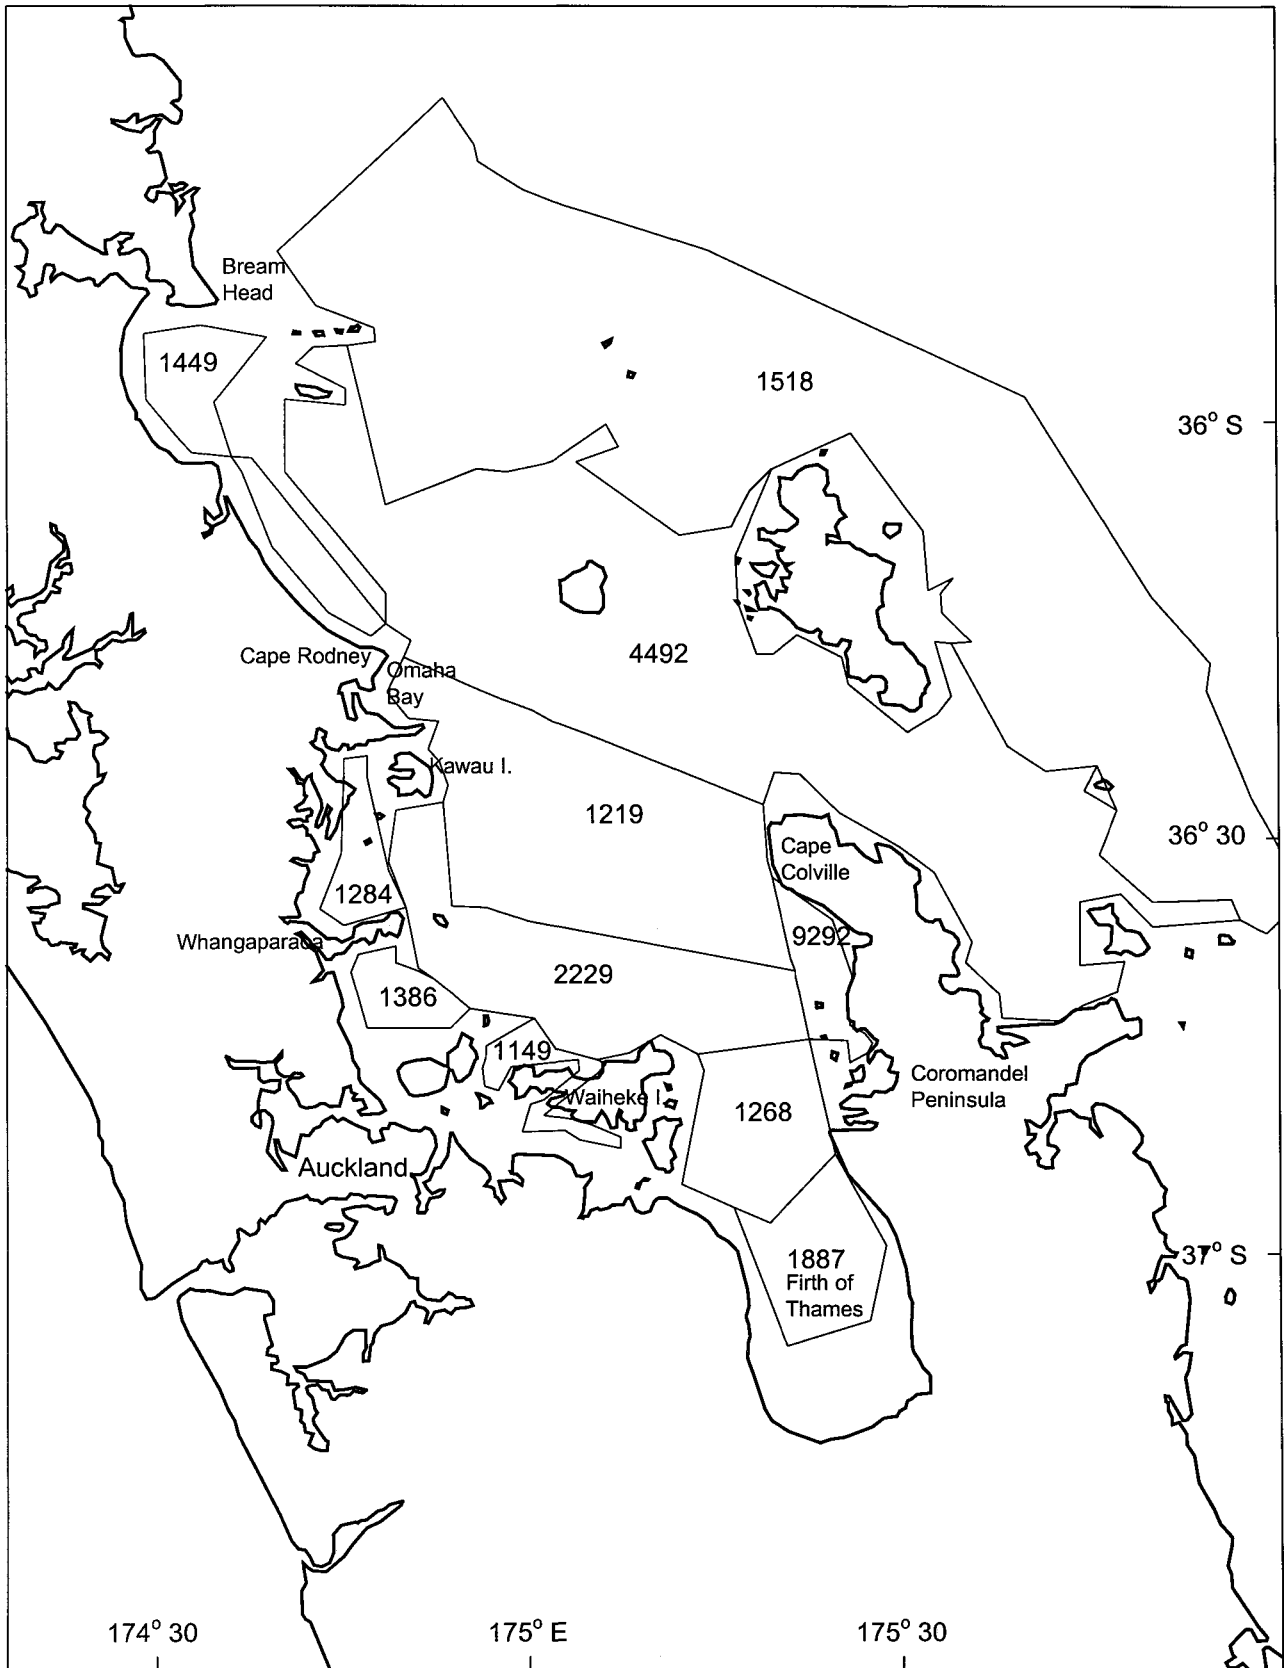 Bream
Head
1449
1518
36° S
Cape Rodney
Omaha
Bay
4492
Kawau I.
1219
36° 30
Cape
Colville
1284
9292
Whangaparaoa
2229
1386
1149
Waiheke I.
1268
Coromandel
Peninsula
Auckland
1887
37° S
Firth of
Thames
174° 30
175° E
175° 30